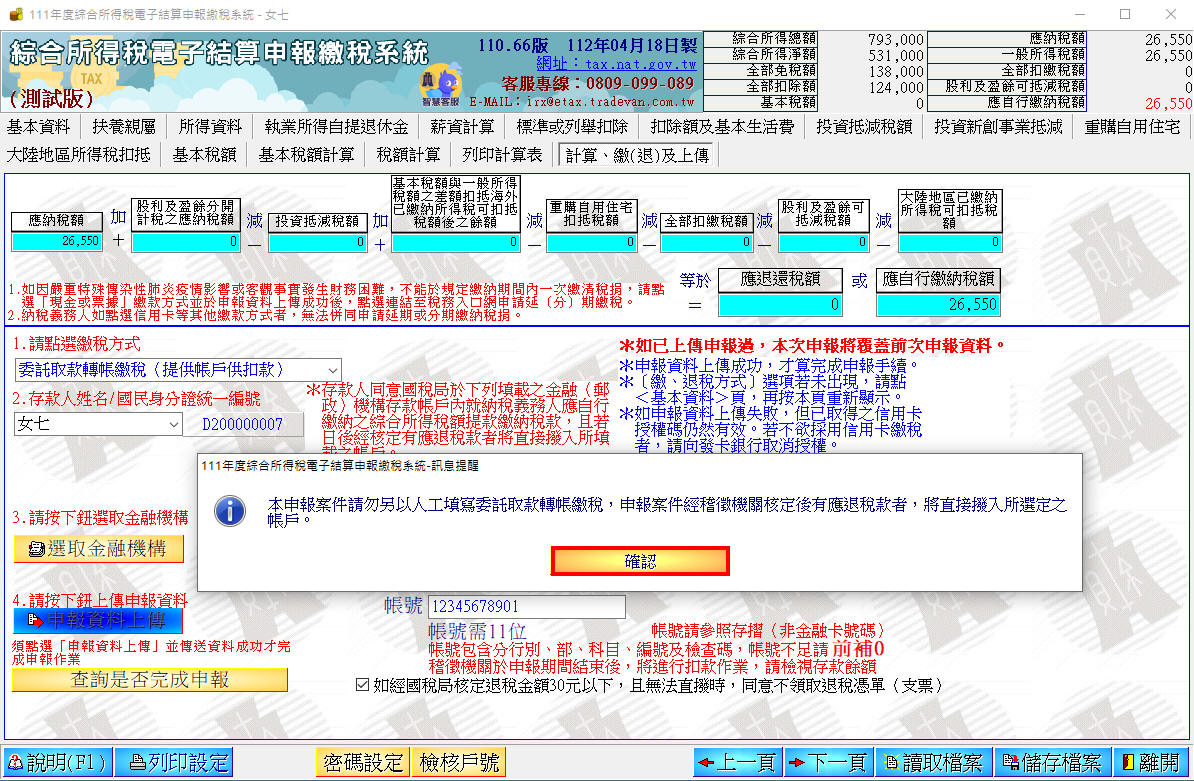 111年度綜合所得稅電子結算申報繳稅系統 - 女七
綜合所得稅電子結算申報繳稅系統
(測試版)
TAX
智慧客服
110.66版 112年04月18日製
網址：tax.nat.gov.tw
客服專線：0809-099-089
E-MAIL：irx@etax.tradevan.com.tw
綜合所得總額 793,000 應納稅額 26,550
綜合所得淨額 531,000 一般所得稅額 26,550
全部免稅額 138,000 全部扣繳稅額 0
全部扣除額 124,000 股利及盈餘可抵減稅額 0
基本稅額 0 應自行繳納稅額 26,550
基本資料 扶養親屬 所得資料 執業所得自提退休金 薪資計算 標準或列舉扣除 扣除額及基本生活費 投資抵減稅額 投資新創事業抵減 重購自用住宅
大陸地區所得稅扣抵 基本稅額 基本稅額計算 稅額計算 列印計算表 計算、繳(退)及上傳
應納稅額
26,550
加
＋
股利及盈餘分開
計稅之應納稅額
0
減
－
投資抵減稅額
0
加
＋
基本稅額與一般所得
稅額之差額扣抵海外
已繳納所得稅可扣抵
稅額後之餘額
0
減
－
重購自用住宅
扣抵稅額
0
減
－
全部扣繳稅額
0
減
－
股利及盈餘可
抵減稅額
0
減
－
大陸地區已繳納
所得稅可扣抵稅
額
0
1.如因嚴重特殊傳染性肺炎疫情影響或客觀事實發生財務困難，不能於規定繳納期間內一次繳清稅捐，請點
選「現金或票據」繳款方式並於申報資料上傳成功後，點選連結至稅務入口網申請延（分）期繳稅。
2.納稅義務人如點選信用卡等其他繳款方式者，無法併同申請延期或分期繳納稅捐。
等於
＝
應退還稅額
0
或
應自行繳納稅額
26,550
1.請點選繳稅方式
委託取款轉帳繳稅（提供帳戶供扣款）
2.存款人姓名/國民身分證統一編號
女七 D200000007
＊存款人同意國稅局於下列填載之金融（郵
政）機構存款帳戶內就納稅義務人應自行
繳納之綜合所得稅額提款繳納稅款，且若
日後經核定有應退稅款者將直接撥入所填
載之帳戶。
＊如已上傳申報過，本次申報將覆蓋前次申報資料。
＊申報資料上傳成功，才算完成申報手續。
＊〔繳、退稅方式〕選項若未出現，請點
＜基本資料＞頁，再按本頁重新顯示。
＊如申報資料上傳失敗，但已取得之信用卡
授權碼仍然有效。若不欲採用信用卡繳稅
者，請向發卡銀行取消授權。
111年度綜合所得稅電子結算申報繳稅系統-訊息提醒
本申報案件請勿另以人工填寫委託取款轉帳繳稅，申報案件經稽徵機關核定後有應退稅款者，將直接撥入所選定之
帳戶。
確認
3.請按下鈕選取金融機構
選取金融機構
4.請按下鈕上傳申報資料
申報資料上傳
須點選「申報資料上傳」並傳送資料成功才完
成申報作業
查詢是否完成申報
帳號 12345678901
帳號需11位 帳號請參照存摺（非金融卡號碼）
帳號包含分行別、部、科目、編號及檢查碼，帳號不足請 前補0
稽徵機關於申報期間結束後，將進行扣款作業，請檢視存款餘額
如經國稅局核定退稅金額30元以下，且無法直撥時，同意不領取退稅憑單（支票）
說明(F1) 列印設定 密碼設定 檢核戶號 上一頁 下一頁 讀取檔案 儲存檔案 離開